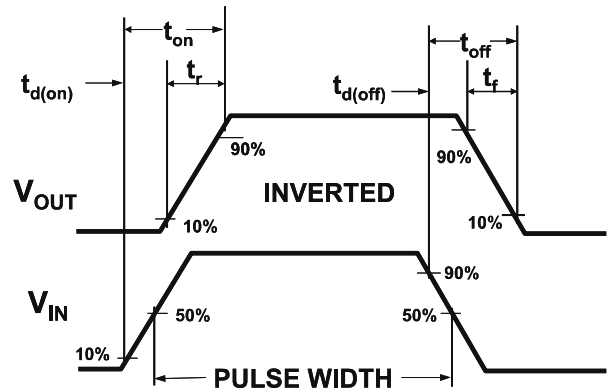 t_on t_off
t_d(on) t_r t_d(off) t_f
90% 90%
V_OUT INVERTED
10% 10%
90%
V_IN 50% 50%
10%
PULSE WIDTH